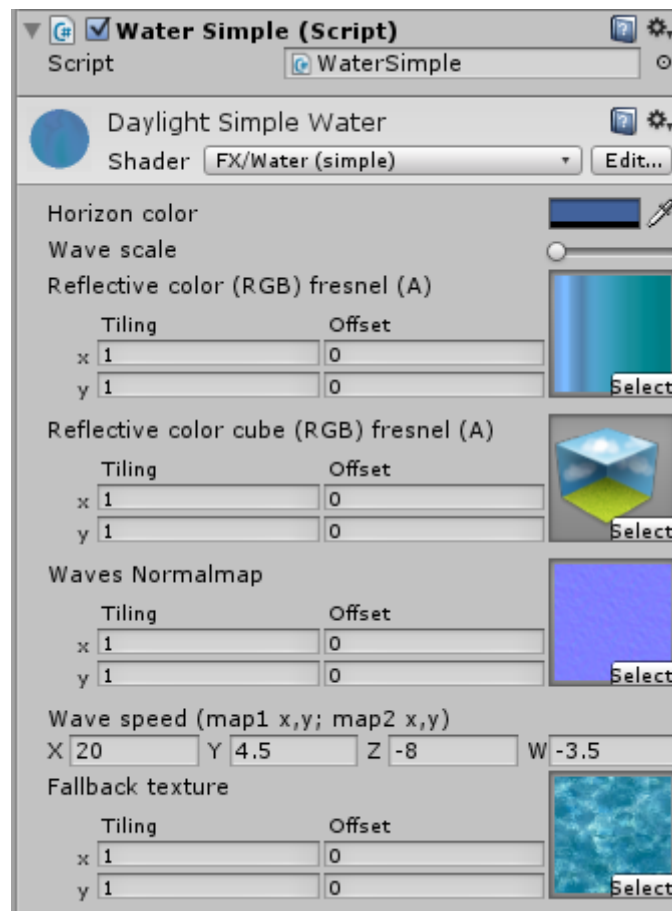 Water Simple (Script)
Script WaterSimple
Daylight Simple Water
Shader FX/Water (simple) Edit...
Horizon color
Wave scale
Reflective color (RGB) fresnel (A)
Tiling Offset
x 1 0
y 1 0
Select
Reflective color cube (RGB) fresnel (A)
Tiling Offset
x 1 0
y 1 0
Select
Waves Normalmap
Tiling Offset
x 1 0
y 1 0
Select
Wave speed (map1 x,y; map2 x,y)
X 20 Y 4.5 Z -8 W -3.5
Fallback texture
Tiling Offset
x 1 0
y 1 0
Select